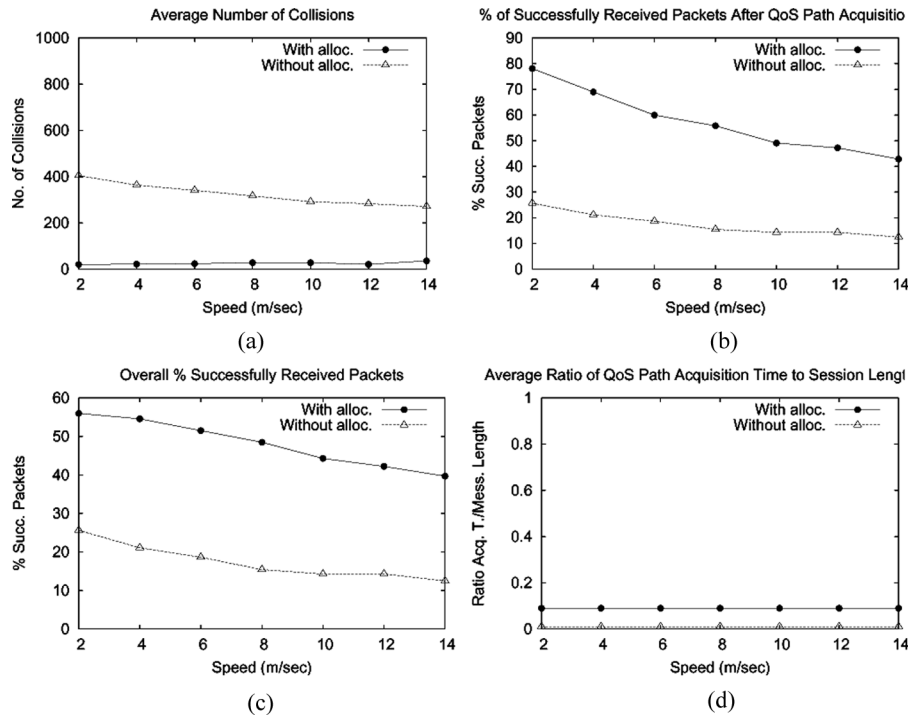 Average Number of Collisions
With alloc.
Without alloc.
No. of Collisions
1000
800
600
400
200
0
2 4 6 8 10 12 14
Speed (m/sec)
(a)
% of Successfully Received Packets After QoS Path Acquisitio
With alloc.
Without alloc.
% Succ. Packets
90
80
70
60
50
40
30
20
10
0
2 4 6 8 10 12 14
Speed (m/sec)
(b)
Overall % Successfully Received Packets
With alloc.
Without alloc.
% Succ. Packets
60
50
40
30
20
10
0
2 4 6 8 10 12 14
Speed (m/sec)
(c)
Average Ratio of QoS Path Acquisition Time to Session Lengt
With alloc.
Without alloc.
Ratio Acq. T./Mess. Length
1
0.8
0.6
0.4
0.2
0
2 4 6 8 10 12 14
Speed (m/sec)
(d)